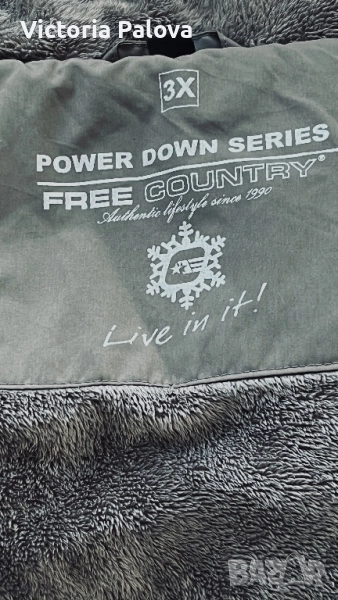 Victoria Palova
3X
POWER DOWN SERIES
FREE COUNTRY®
Authentic lifestyle since 1990
Live in it!
BAZAR